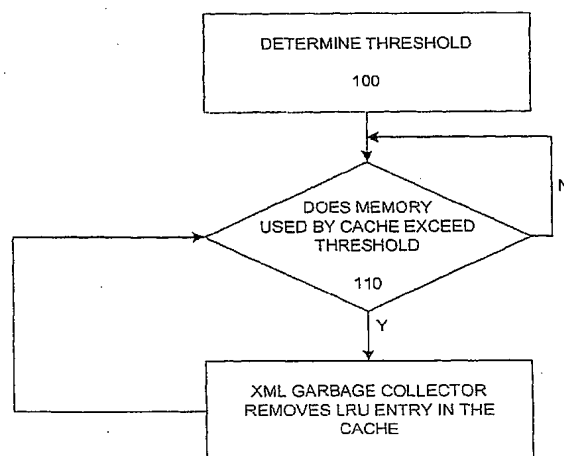 DETERMINE THRESHOLD
100
N
DOES MEMORY
USED BY CACHE EXCEED
THRESHOLD
110
Y
XML GARBAGE COLLECTOR
REMOVES LRU ENTRY IN THE
CACHE